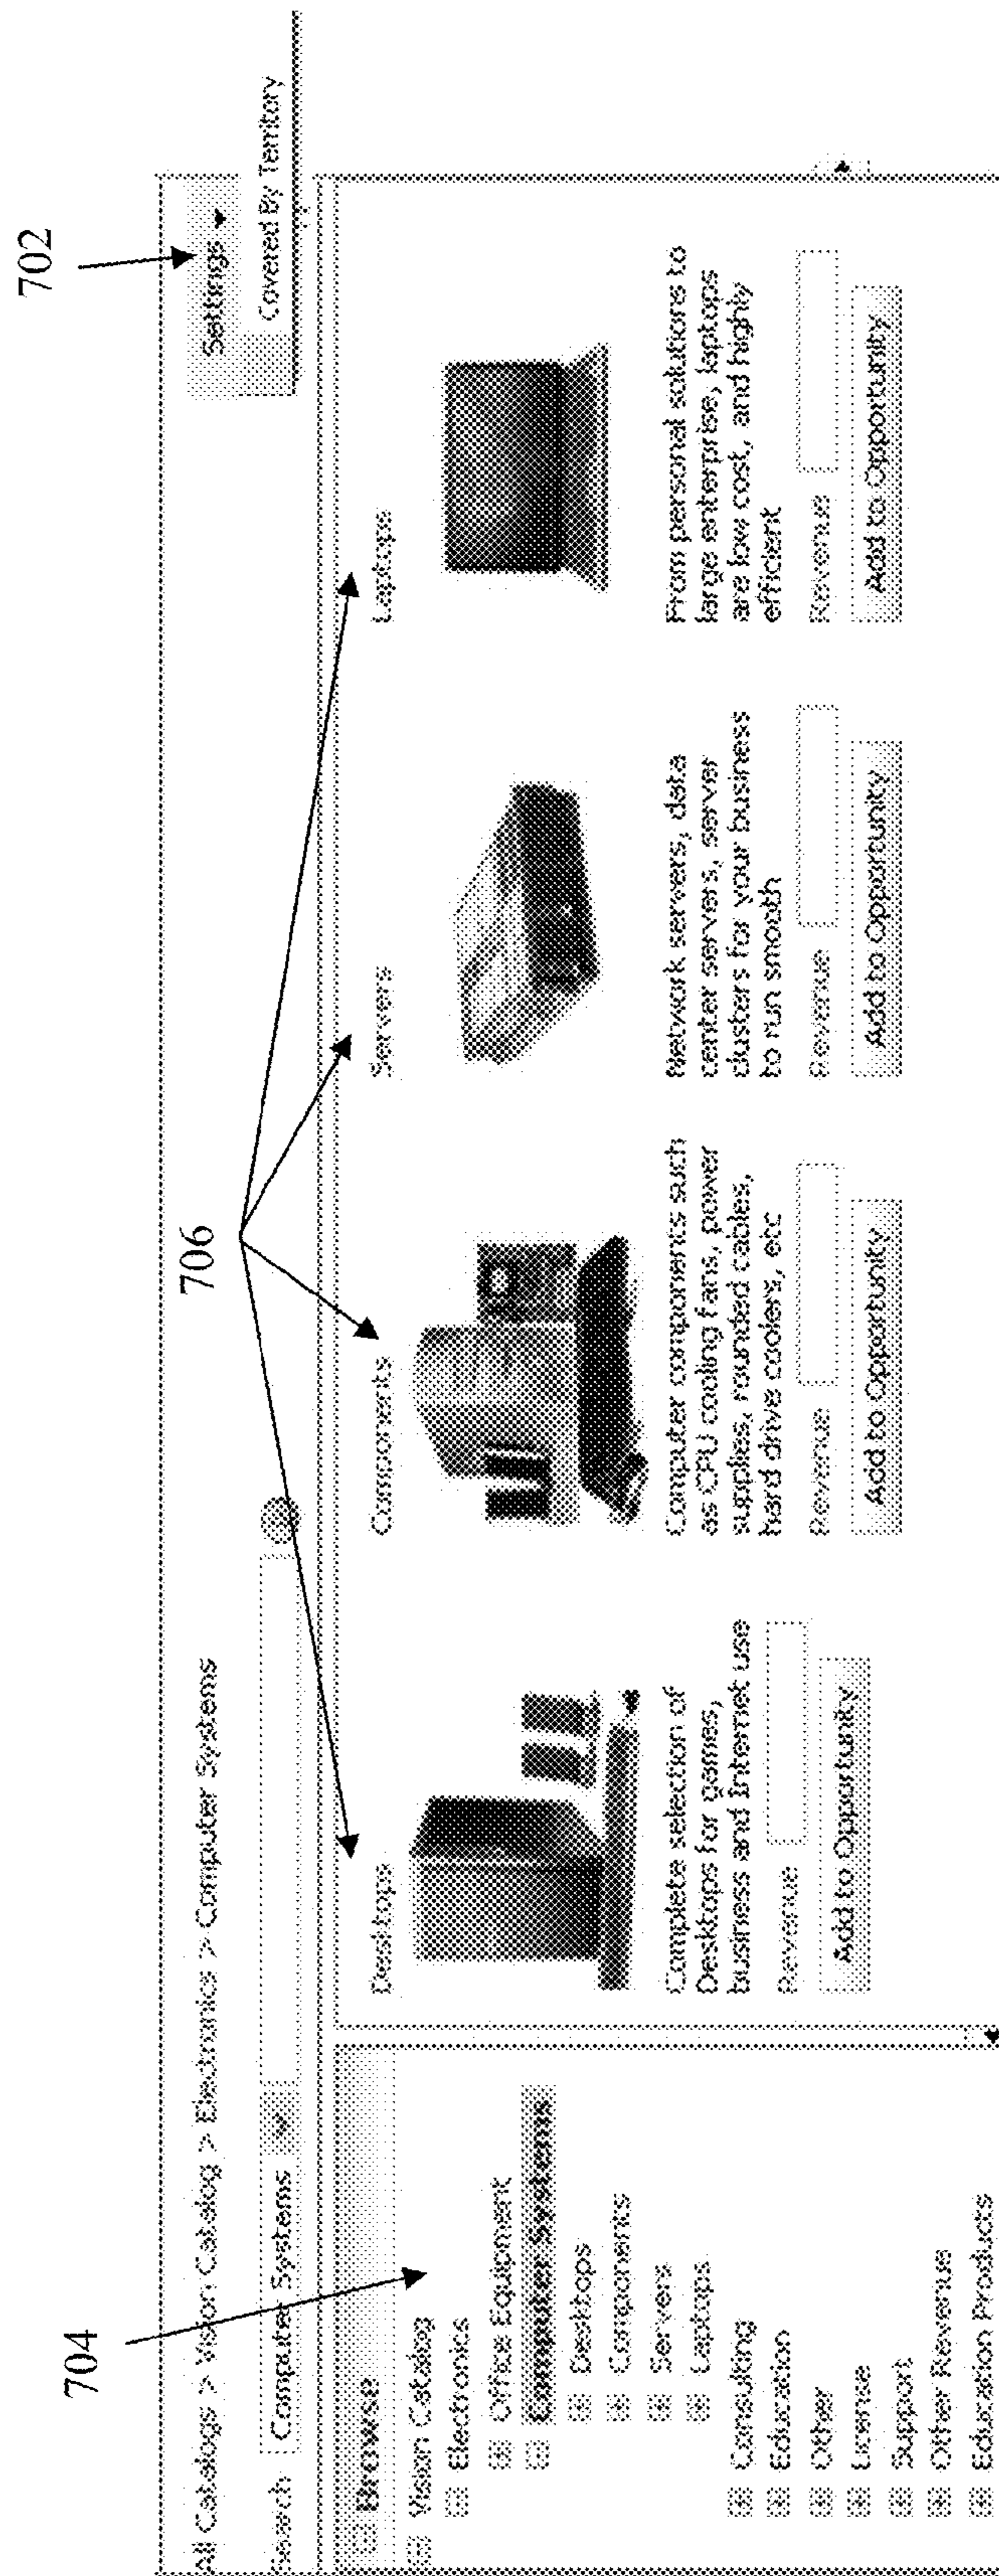 702
704
706
All Catalogs > Vision Catalog > Electronics > Computer Systems
Settings
Covered By Territory
Search
Computer Systems
Browse
Vision Catalog
Electronics
Office Equipment
Computer Systems
Desktops
Components
Servers
Laptops
Consulting
Education
Other
License
Support
Other Revenue
Education Products
Desktops
Complete selection of
Desktops for games,
business and Internet use
Revenue
Add to Opportunity
Components
Computer components such
as CPU cooling fans, power
supplies, rounded cables,
hard drive coolers, etc
Revenue
Add to Opportunity
Servers
Network servers, data
center servers, server
clusters for your business
to run smooth
Revenue
Add to Opportunity
Laptops
From personal solutions to
large enterprise, laptops
are low cost, and highly
efficient
Revenue
Add to Opportunity